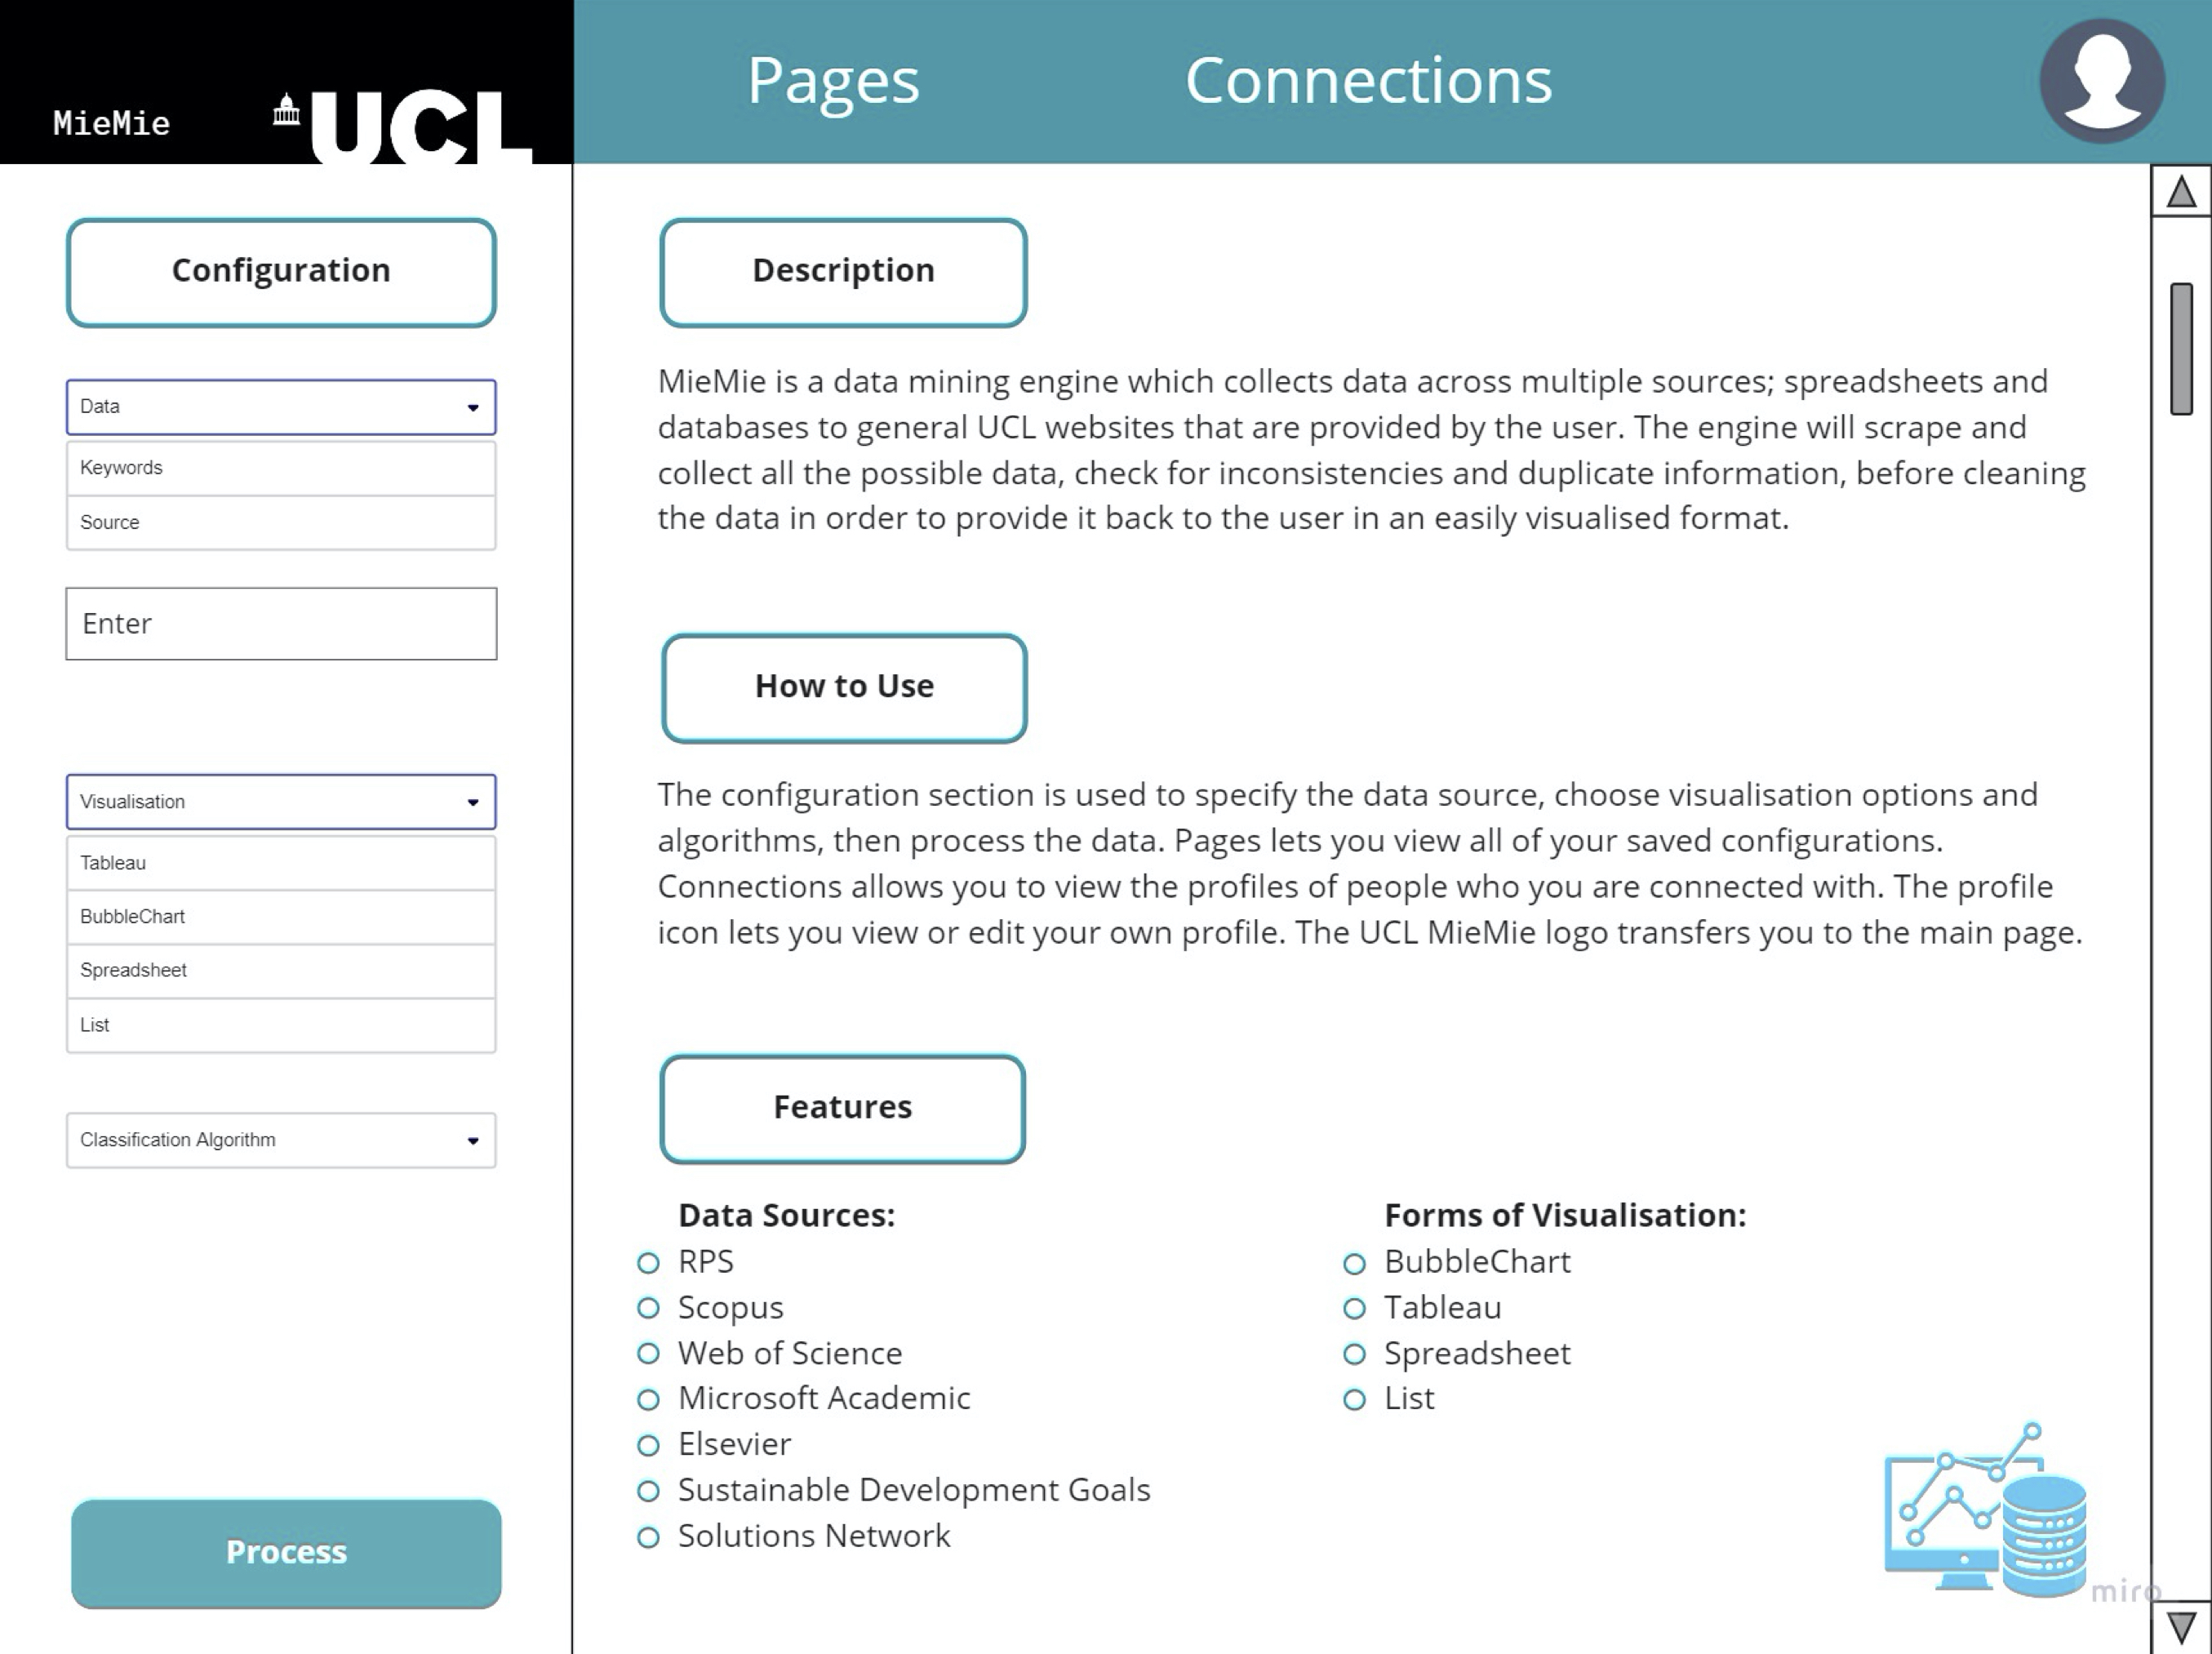 MieMie
UCL
Pages
Connections
Configuration
Data
Keywords
Source
Enter
Visualisation
Tableau
BubbleChart
Spreadsheet
List
Classification Algorithm
Process
Description
MieMie is a data mining engine which collects data across multiple sources; spreadsheets and
databases to general UCL websites that are provided by the user. The engine will scrape and
collect all the possible data, check for inconsistencies and duplicate information, before cleaning
the data in order to provide it back to the user in an easily visualised format.
How to Use
The configuration section is used to specify the data source, choose visualisation options and
algorithms, then process the data. Pages lets you view all of your saved configurations.
Connections allows you to view the profiles of people who you are connected with. The profile
icon lets you view or edit your own profile. The UCL MieMie logo transfers you to the main page.
Features
Data Sources:
RPS
Scopus
Web of Science
Microsoft Academic
Elsevier
Sustainable Development Goals
Solutions Network
Forms of Visualisation:
BubbleChart
Tableau
Spreadsheet
List
miro